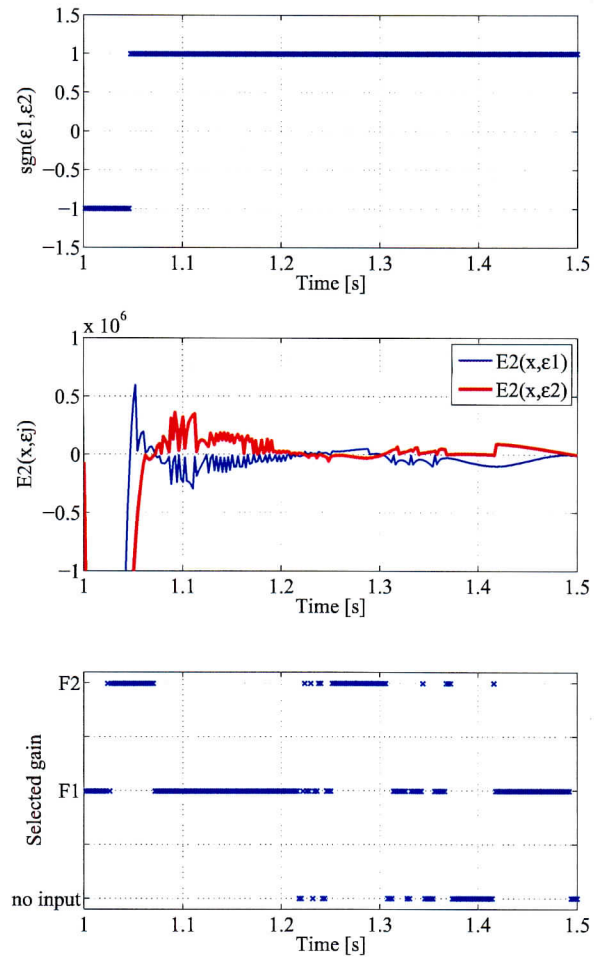 1.5
1
0.5
0
−0.5
−1
−1.5
sgn(ε1,ε2)
1 1.1 1.2 1.3 1.4 1.5
Time [s]
x 10^6
1
0.5
0
−0.5
−1
E2(x,εj)
E2(x,ε1)
E2(x,ε2)
1 1.1 1.2 1.3 1.4 1.5
Time [s]
F2
F1
no input
Selected gain
1 1.1 1.2 1.3 1.4 1.5
Time [s]